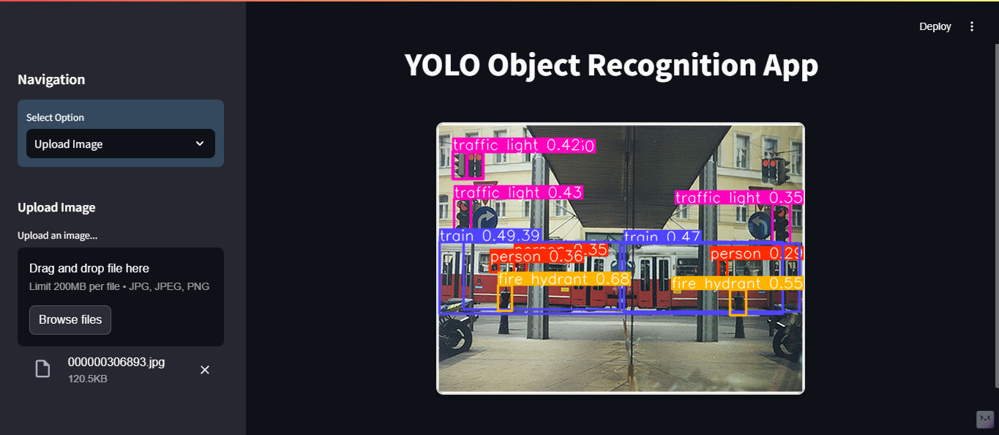 Deploy
Navigation
Select Option
Upload Image
Upload Image
Upload an image...
Drag and drop file here
Limit 200MB per file • JPG, JPEG, PNG
Browse files
000000306893.jpg
120.5KB
YOLO Object Recognition App
traffic light 0.42
traffic light 0.43
traffic light 0.35
train 0.49
.39
train 0.47
person 0.35
person 0.36
person 0.29
fire hydrant 0.68
fire hydrant 0.55